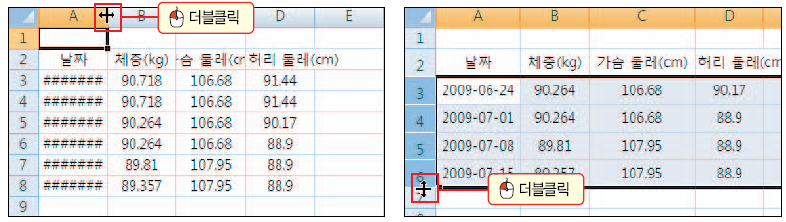 A B C D E
더블클릭
1
2 날짜 체중(kg) 슴 둘레(cr 허리 둘레(cm)
3 ####### 90.718 106.68 91.44
4 ####### 90.718 106.68 91.44
5 ####### 90.264 106.68 90.17
6 ####### 90.264 106.68 88.9
7 ####### 89.81 107.95 88.9
8 ####### 89.357 107.95 88.9
9
A B C D
1
2 날짜 체중(kg) 가슴 둘레(cm) 허리 둘레(cm)
3 2009-06-24 90.264 106.68 90.17
4 2009-07-01 90.264 106.68 88.9
5 2009-07-08 89.81 107.95 88.9
6 2009-07-15 89.357 107.95 88.9
7 더블클릭